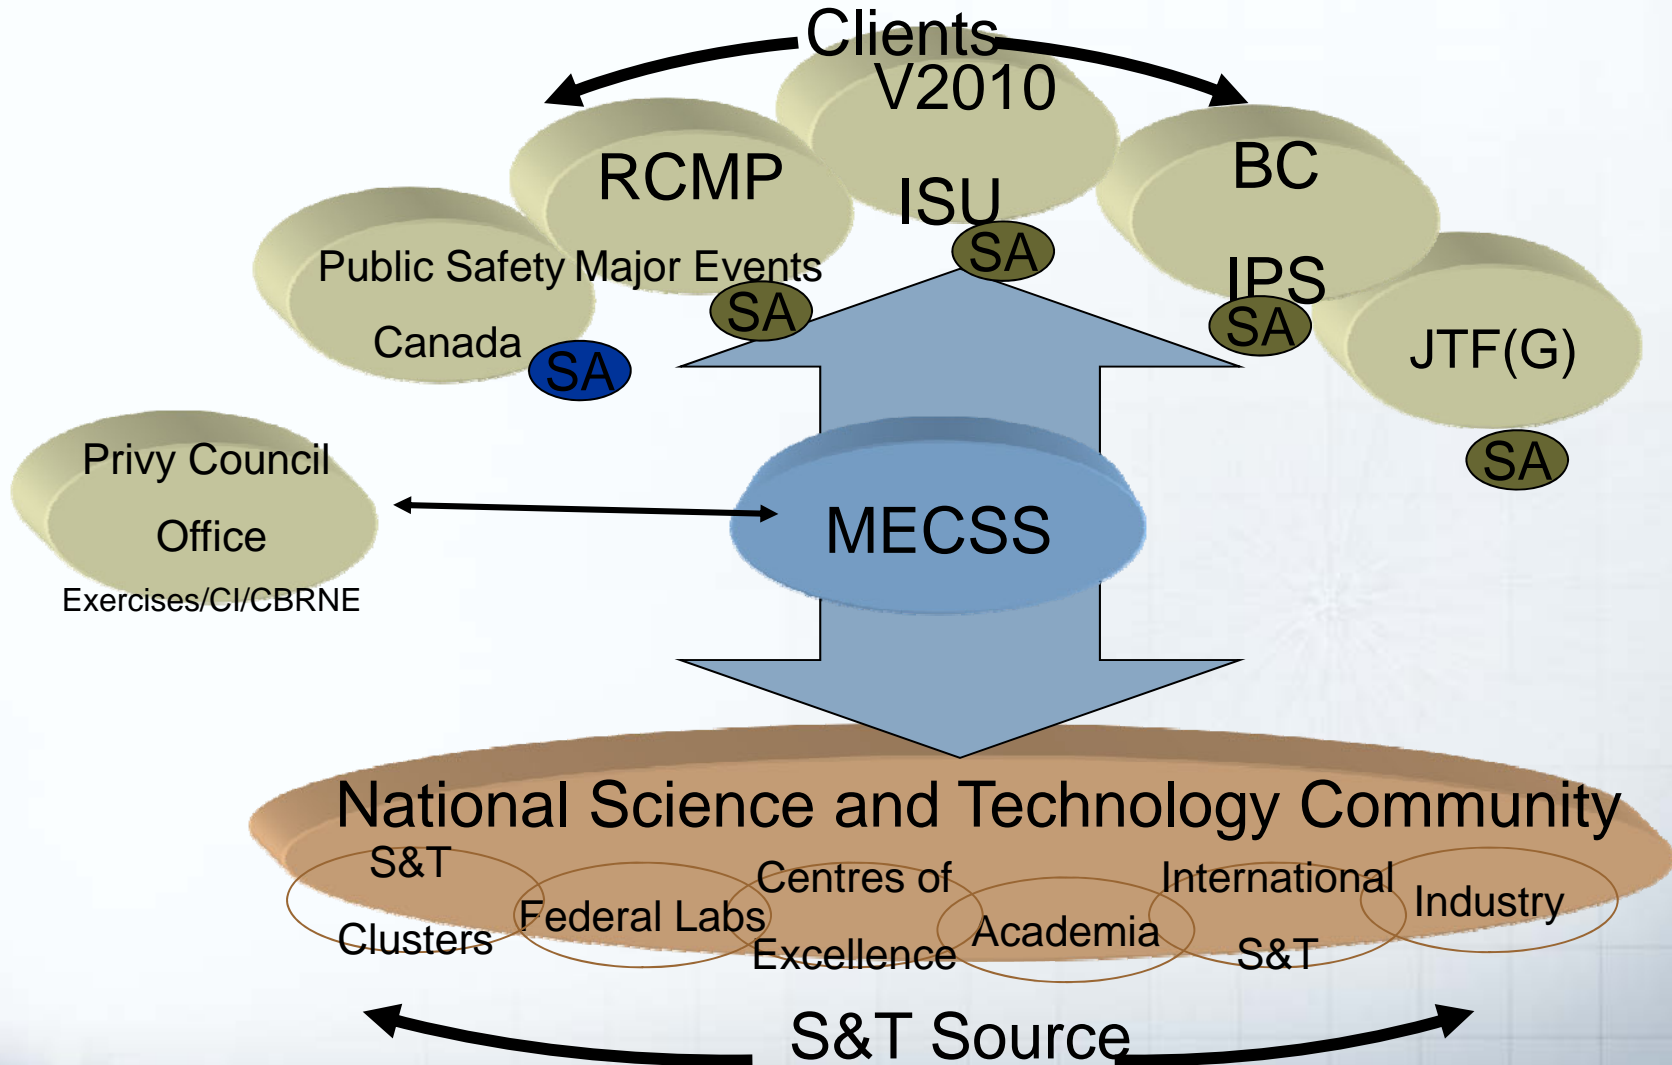 Clients
V2010
ISU
SA
RCMP
Major Events
SA
BC
IPS
SA
Public Safety
Canada
SA
JTF(G)
SA
Privy Council
Office
Exercises/CI/CBRNE
MECSS
National Science and Technology Community
S&T
Clusters
Federal Labs
Centres of
Excellence
Academia
International
S&T
Industry
S&T Source